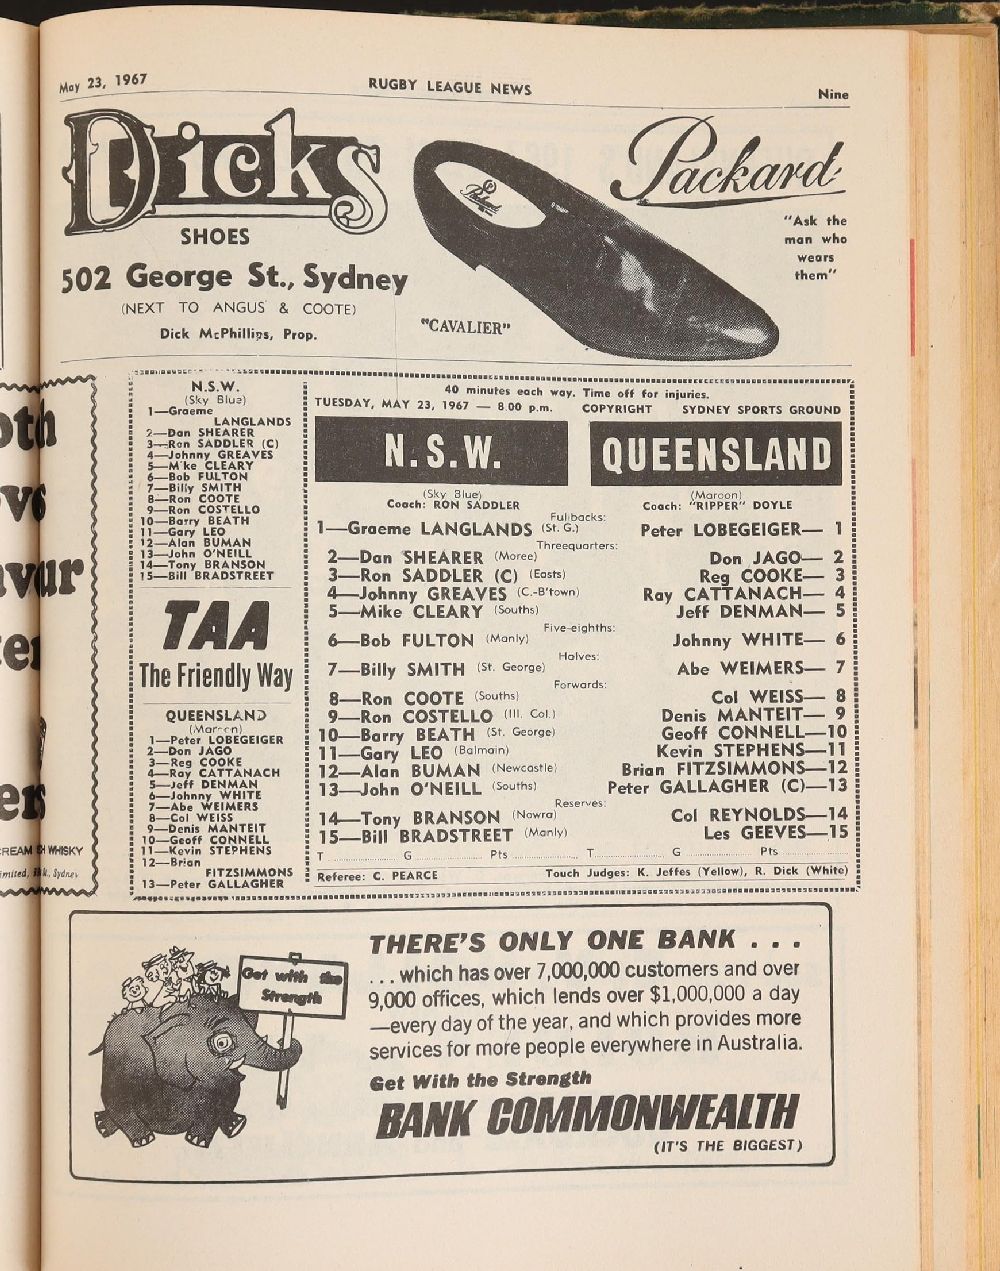 May 23, 1967
RUGBY LEAGUE NEWS
Nine
Dicks
SHOES
502 George St., Sydney
(NEXT TO ANGUS & COOTE)
Dick McPhillips, Prop.
Packard
"CAVALIER"
Packard
"Ask the
man who
wears
them"
N.S.W.
(Sky Blue)
1—Graeme
LANGLANDS
2—Dan SHEARER
3—Ron SADDLER (C)
4—Johnny GREAVES
5—Mike CLEARY
6—Bob FULTON
7—Billy SMITH
8—Ron COOTE
9—Ron COSTELLO
10—Barry BEATH
11—Gary LEO
12—Alan BUMAN
13—John O'NEILL
14—Tony BRANSON
15—Bill BRADSTREET
TAA
The Friendly Way
QUEENSLAND
(Maroon)
1—Peter LOBEGEIGER
2—Don JAGO
3—Reg COOKE
4—Ray CATTANACH
5—Jeff DENMAN
6—Johnny WHITE
7—Abe WEIMERS
8—Col WEISS
9—Denis MANTEIT
10—Geoff CONNELL
11—Kevin STEPHENS
12—Brian
FITZSIMMONS
13—Peter GALLAGHER
40 minutes each way. Time off for injuries.
TUESDAY, MAY 23, 1967 — 8.00 p.m. COPYRIGHT SYDNEY SPORTS GROUND
N.S.W. QUEENSLAND
(Sky Blue) (Maroon)
Coach: RON SADDLER Coach: "RIPPER" DOYLE
Fullbacks:
1—Graeme LANGLANDS (St. G.) Peter LOBEGEIGER— 1
Threequarters:
2—Dan SHEARER (Moree) Don JAGO— 2
3—Ron SADDLER (C) (Easts) Reg COOKE— 3
4—Johnny GREAVES (C.-B'town) Ray CATTANACH— 4
5—Mike CLEARY (Souths) Jeff DENMAN— 5
Five-eighths:
6—Bob FULTON (Manly) Johnny WHITE— 6
Halves:
7—Billy SMITH (St. George) Abe WEIMERS— 7
Forwards:
8—Ron COOTE (Souths) Col WEISS— 8
9—Ron COSTELLO (Ill. Col.) Denis MANTEIT— 9
10—Barry BEATH (St. George) Geoff CONNELL—10
11—Gary LEO (Balmain) Kevin STEPHENS—11
12—Alan BUMAN (Newcastle) Brian FITZSIMMONS—12
13—John O'NEILL (Souths) Peter GALLAGHER (C)—13
Reserves:
14—Tony BRANSON (Nowra) Col REYNOLDS—14
15—Bill BRADSTREET (Manly) Les GEEVES—15
T............ G............ Pts............ T............ G............ Pts............
Referee: C. PEARCE Touch Judges: K. Jeffes (Yellow), R. Dick (White)
Get with the
Strength
THERE'S ONLY ONE BANK . . .
. . . which has over 7,000,000 customers and over
9,000 offices, which lends over $1,000,000 a day
—every day of the year, and which provides more
services for more people everywhere in Australia.
Get With the Strength
BANK COMMONWEALTH
(IT'S THE BIGGEST)
WHISKY